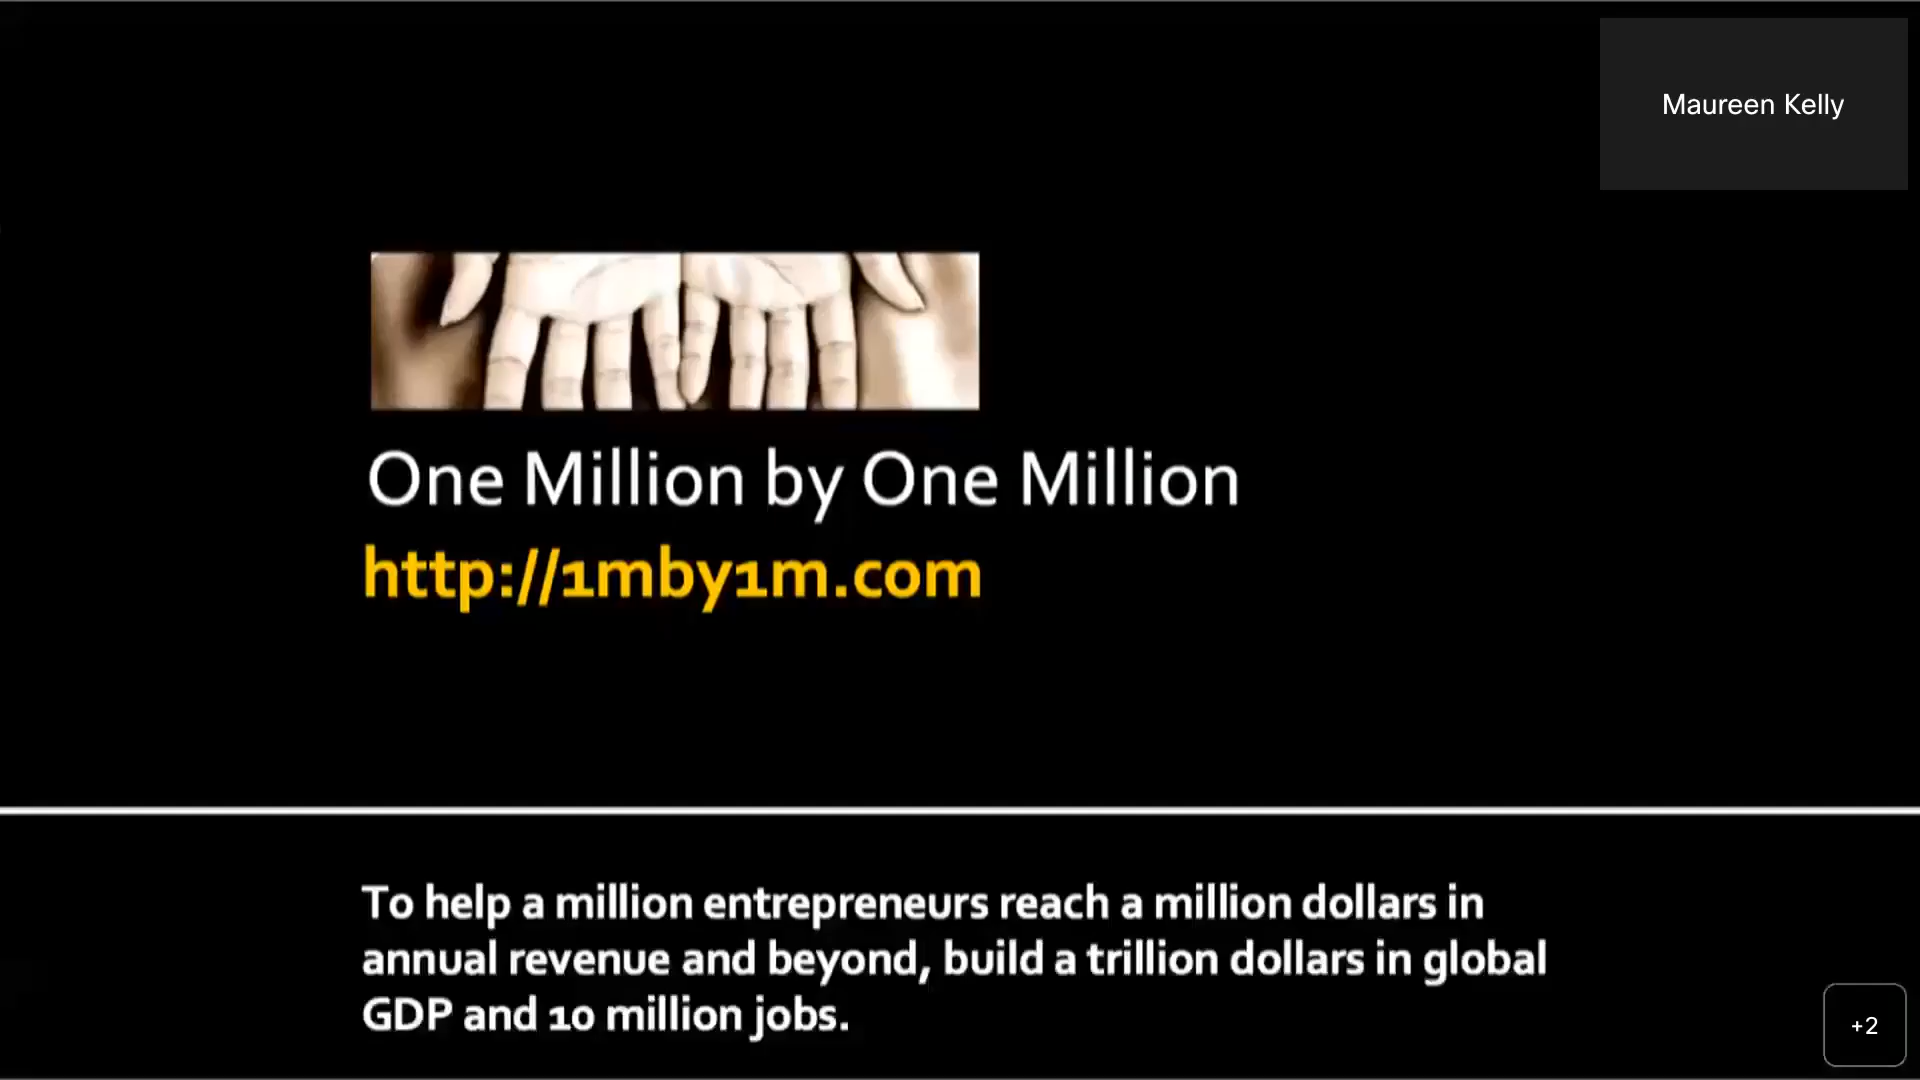 Maureen Kelly
One Million by One Million
http://1mby1m.com
To help a million entrepreneurs reach a million dollars in
annual revenue and beyond, build a trillion dollars in global
GDP and 10 million jobs.
+2